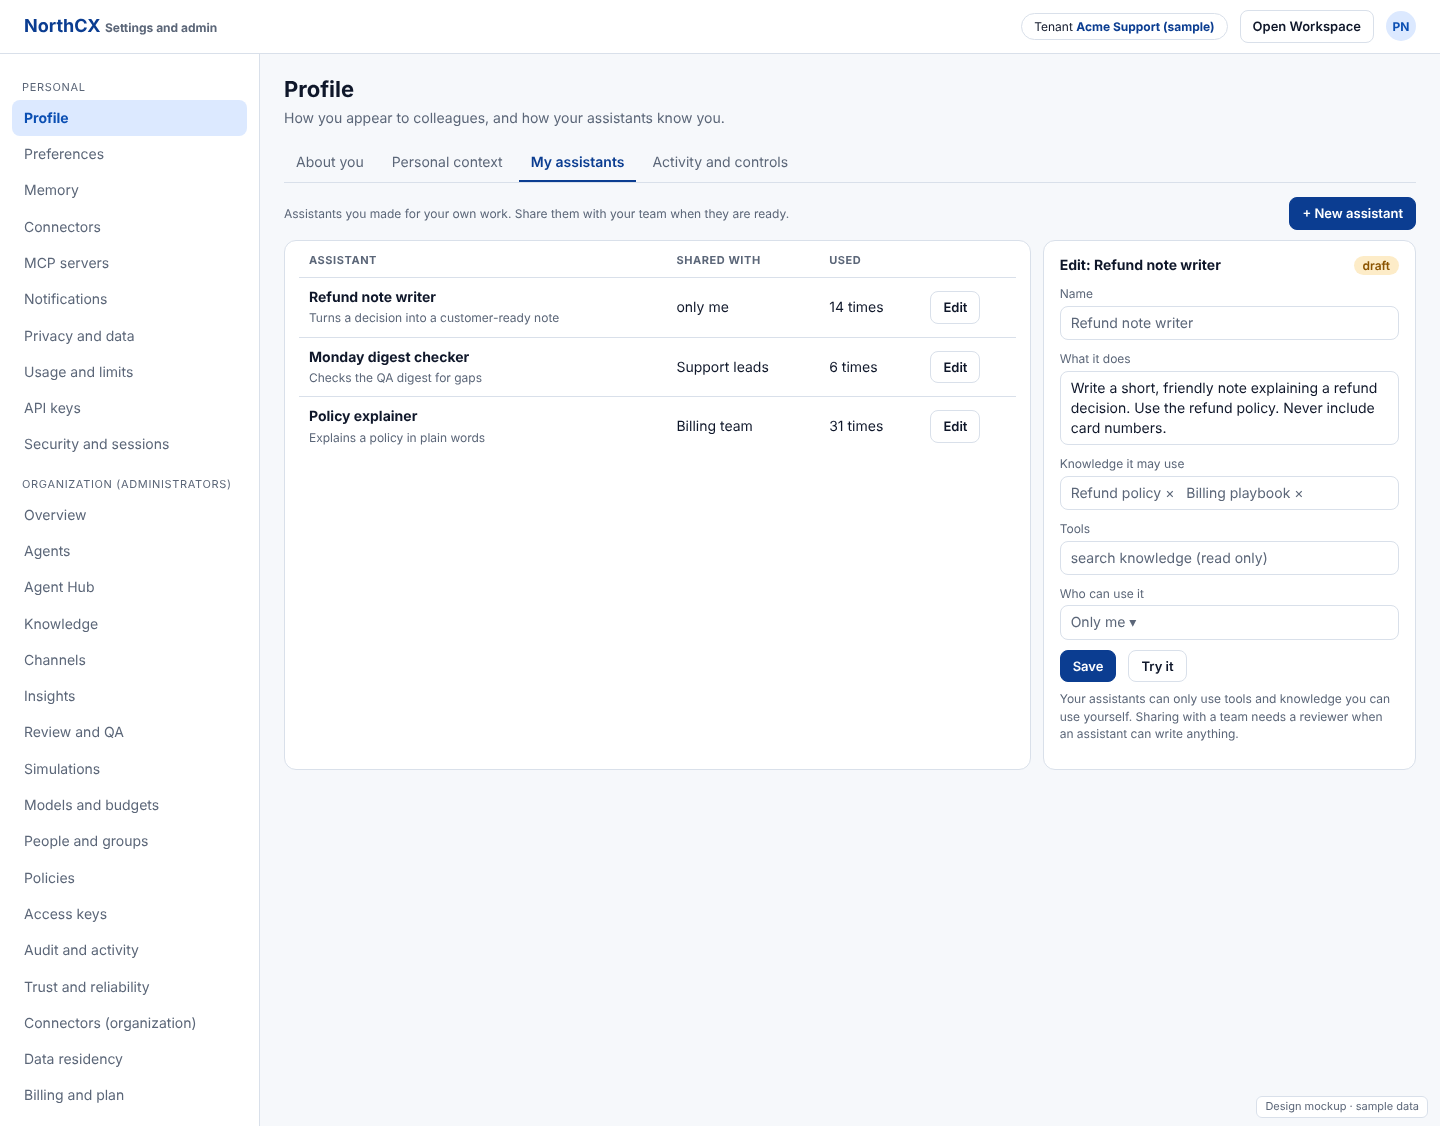 NorthCX Settings and admin
Tenant Acme Support (sample)
Open Workspace
PN
PERSONAL
Profile
Preferences
Memory
Connectors
MCP servers
Notifications
Privacy and data
Usage and limits
API keys
Security and sessions
ORGANIZATION (ADMINISTRATORS)
Overview
Agents
Agent Hub
Knowledge
Channels
Insights
Review and QA
Simulations
Models and budgets
People and groups
Policies
Access keys
Audit and activity
Trust and reliability
Connectors (organization)
Data residency
Billing and plan
Profile
How you appear to colleagues, and how your assistants know you.
About you Personal context My assistants Activity and controls
Assistants you made for your own work. Share them with your team when they are ready.
+ New assistant
ASSISTANT SHARED WITH USED
Refund note writer
Turns a decision into a customer-ready note
only me 14 times Edit
Monday digest checker
Checks the QA digest for gaps
Support leads 6 times Edit
Policy explainer
Explains a policy in plain words
Billing team 31 times Edit
Edit: Refund note writer draft
Name
Refund note writer
What it does
Write a short, friendly note explaining a refund
decision. Use the refund policy. Never include
card numbers.
Knowledge it may use
Refund policy × Billing playbook ×
Tools
search knowledge (read only)
Who can use it
Only me ▾
Save Try it
Your assistants can only use tools and knowledge you can
use yourself. Sharing with a team needs a reviewer when
an assistant can write anything.
Design mockup · sample data